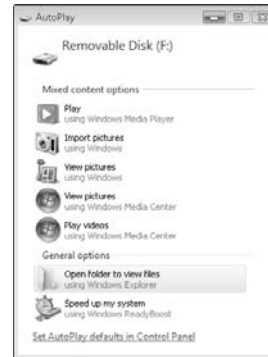 AutoPlay
Removable Disk (F:)
Mixed content options
Play
using Windows Media Player
Import pictures
using Windows
View pictures
using Windows
View pictures
using Windows Media Center
Play videos
using Windows Media Center
General options
Open folder to view files
using Windows Explorer
Speed up my system
using Windows ReadyBoost
Set AutoPlay defaults in Control Panel